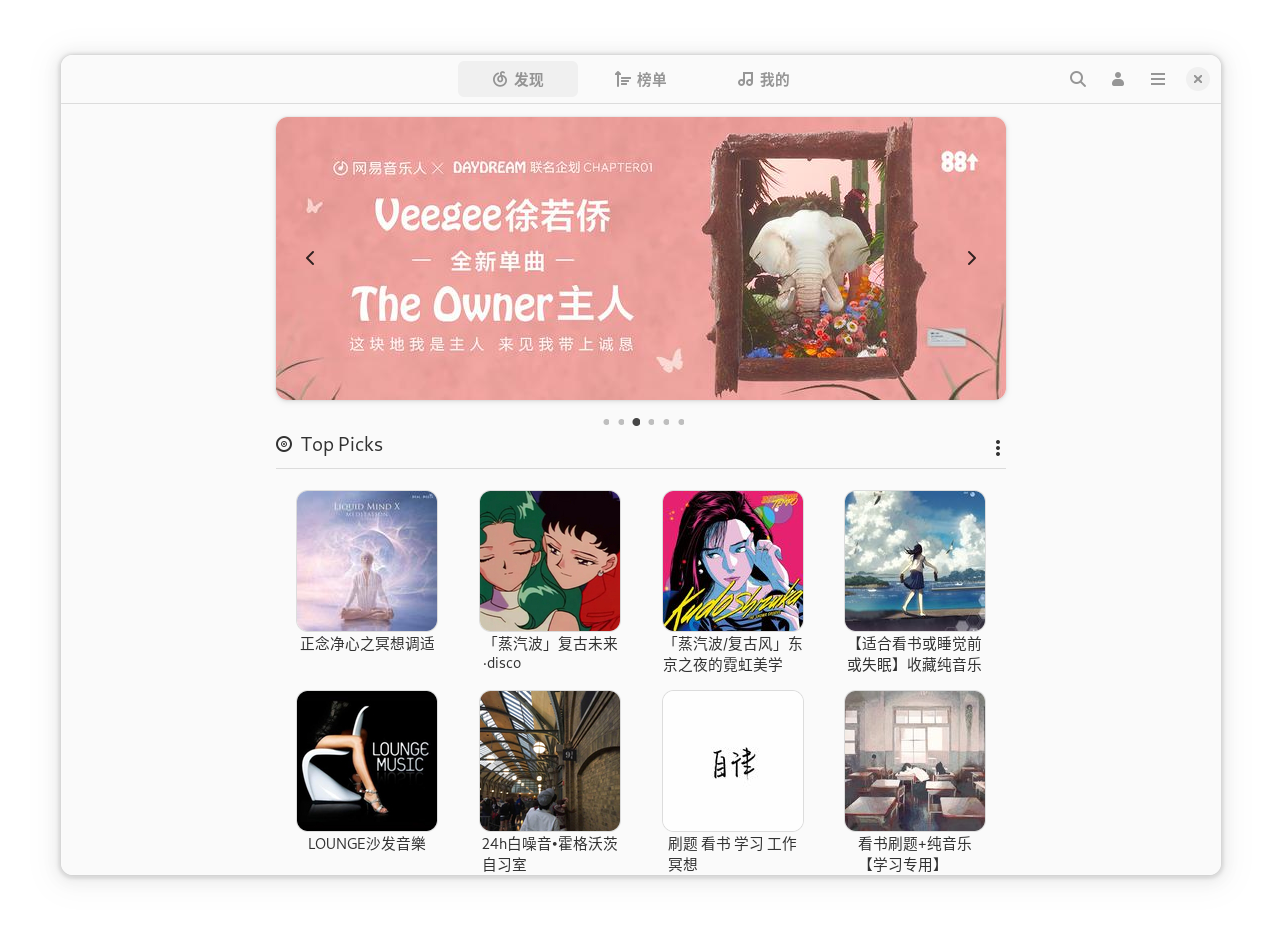 发现
榜单
我的
网易音乐人 × DAYDREAM 联名企划 CHAPTER01
88↑
Veegee徐若侨
— 全新单曲 —
The Owner主人
这块地我是主人 来见我带上诚恳
Top Picks
LIQUID MIND X
MEDITATION
Kudo Shizuka
正念净心之冥想调适
「蒸汽波」复古未来
·disco
「蒸汽波/复古风」东
京之夜的霓虹美学
【适合看书或睡觉前
或失眠】收藏纯音乐
LOUNGE
MUSIC
自律
LOUNGE沙发音樂
24h白噪音•霍格沃茨
自习室
刷题 看书 学习 工作
冥想
看书刷题+纯音乐
【学习专用】